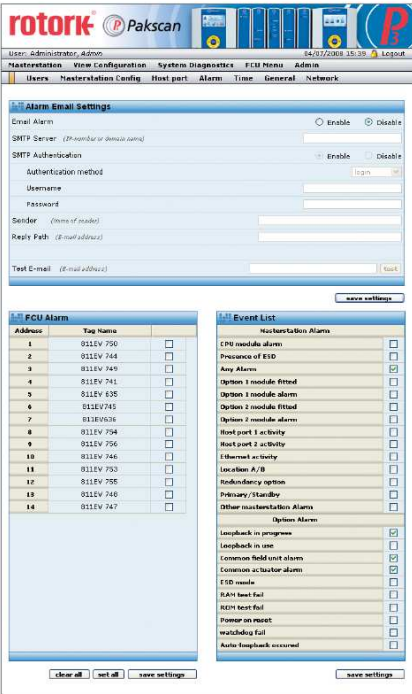 rotork Pakscan P3
User: Administrator, Admin 04/07/2008 15:39 Logout
Masterstation View Configuration System Diagnostics FCU Menu Admin
Users Masterstation Config Host port Alarm Time General Network
Alarm Email Settings
Email Alarm Enable Disable
SMTP Server (IP-number or domain name)
SMTP Authentication Enable Disable
Authentication method login
Username
Password
Sender (Name of sender)
Reply Path (E-mail address)
Test E-mail (E-mail address) test
save settings
FCU Alarm
Address Tag Name
1 811EV 750
2 811EV 744
3 811EV 749
4 811EV 741
5 811EV 635
6 811EV745
7 811EV636
8 811EV 754
9 811EV 756
10 811EV 746
11 811EV 753
12 811EV 755
13 811EV 748
14 811EV 747
clear all set all save settings
Event List
Masterstation Alarm
CPU module alarm
Presence of ESD
Any Alarm
Option 1 module fitted
Option 1 module alarm
Option 2 module fitted
Option 2 module alarm
Host port 1 activity
Host port 2 activity
Ethernet activity
Location A/B
Redundancy option
Primary/Standby
Other masterstation Alarm
Option Alarm
Loopback in progress
Loopback in use
Common field unit alarm
Common actuator alarm
ESD mode
RAM test fail
ROM test fail
Power on reset
watchdog fail
Auto-loopback occured
save settings